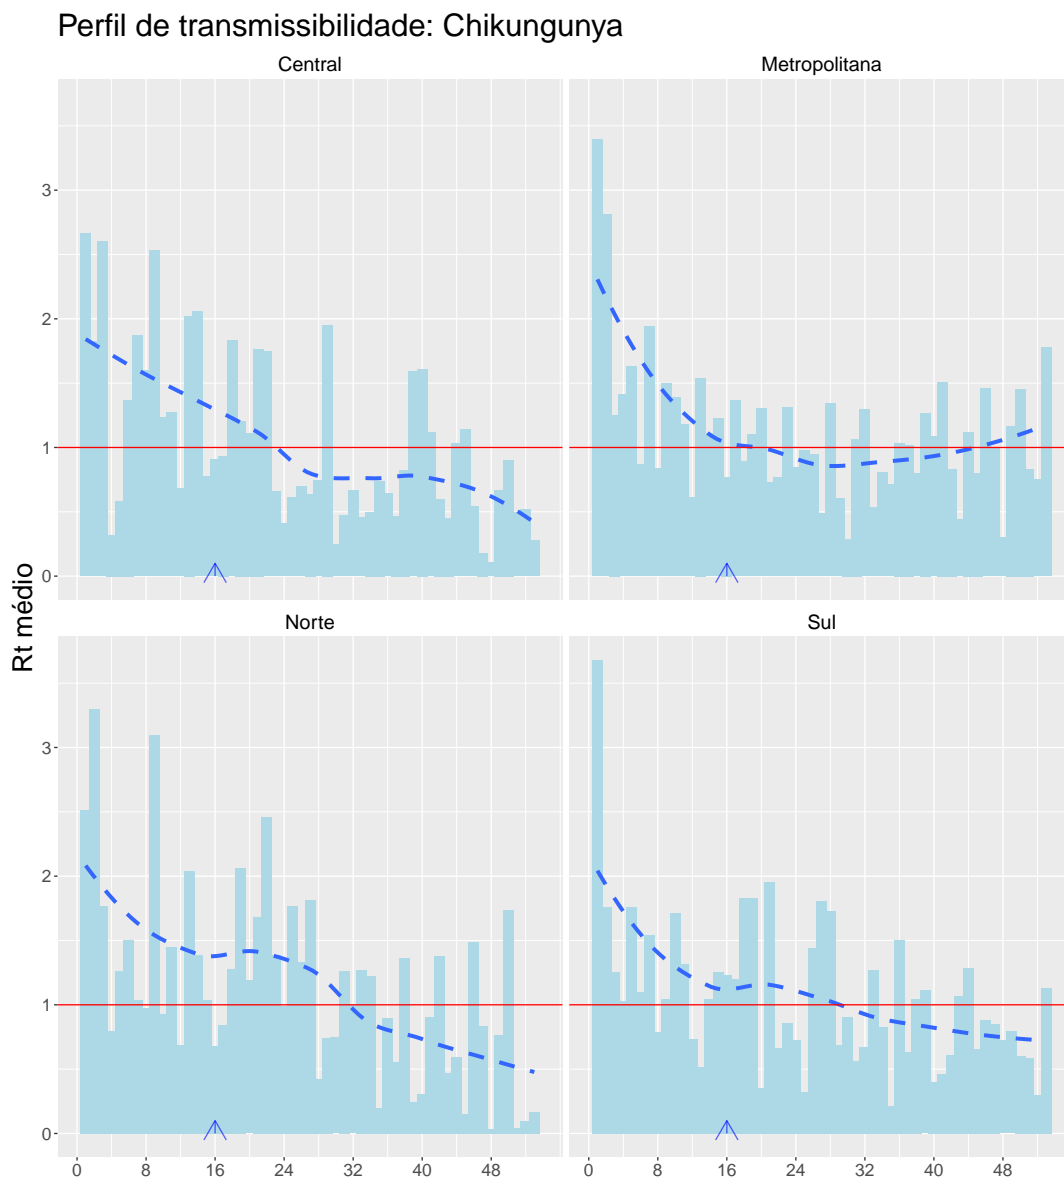 Perfil de transmissibilidade: Chikungunya
Central
Metropolitana
3
2
1
0
Norte
Sul
Rt médio
3
2
1
0
0 8 16 24 32 40 48
0 8 16 24 32 40 48